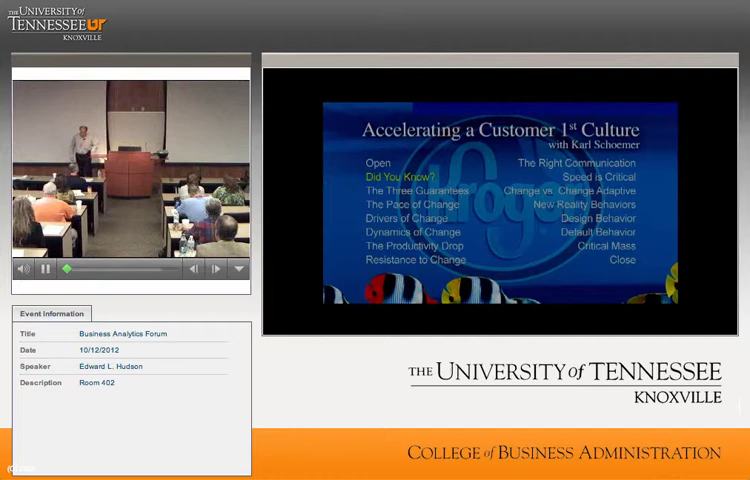 THE UNIVERSITY of
TENNESSEE UT
KNOXVILLE
Accelerating a Customer 1st Culture
with Karl Schoemer
Open
Did You Know?
The Three Guarantees
The Pace of Change
Drivers of Change
Dynamics of Change
The Productivity Drop
Resistance to Change
The Right Communication
Speed is Critical
Change vs. Change Adaptive
New Reality Behaviors
Design Behavior
Default Behavior
Critical Mass
Close
Event Information
Title Business Analytics Forum
Date 10/12/2012
Speaker Edward L. Hudson
Description Room 402
THE UNIVERSITY of TENNESSEE
KNOXVILLE
COLLEGE of BUSINESS ADMINISTRATION